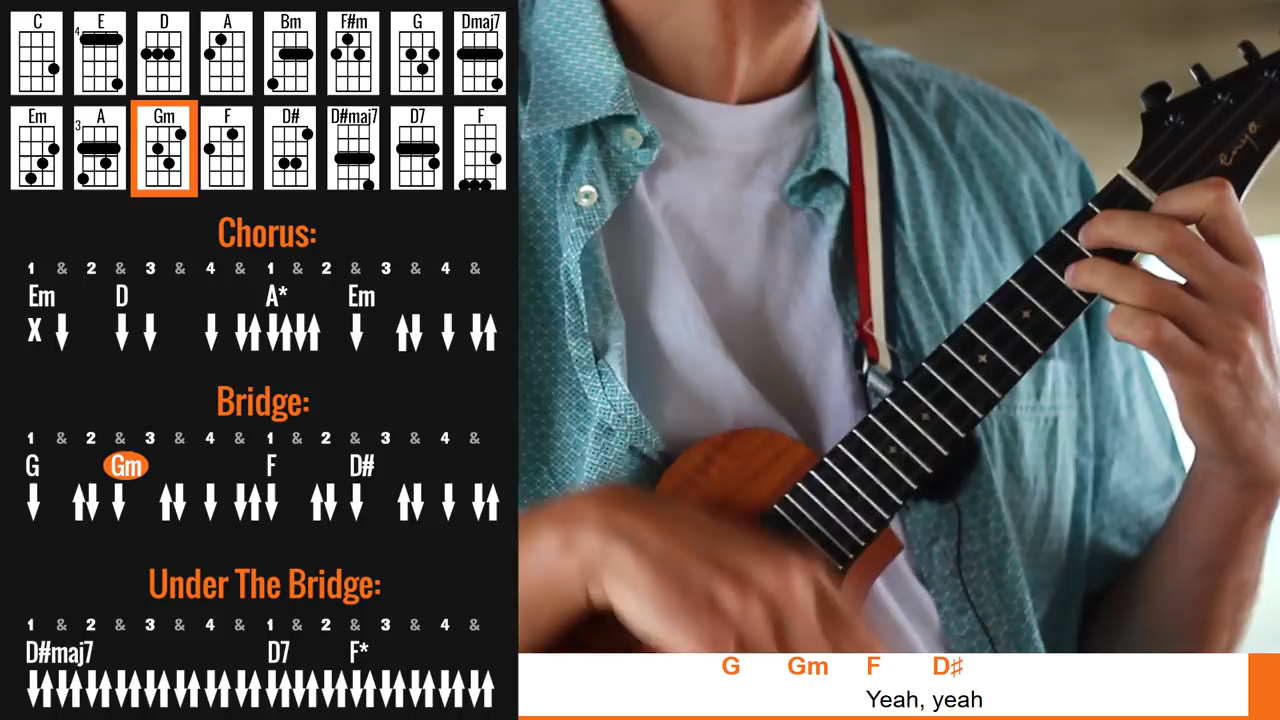 C E D A Bm F#m G Dmaj7
4
Em A Gm F D# D#maj7 D7 F
3
Chorus:
1 & 2 & 3 & 4 & 1 & 2 & 3 & 4 &
Em D A* Em
X
Bridge:
1 & 2 & 3 & 4 & 1 & 2 & 3 & 4 &
G Gm F D#
Under The Bridge:
1 & 2 & 3 & 4 & 1 & 2 & 3 & 4 &
D#maj7 D7 F*
enya
G Gm F D♯
Yeah, yeah